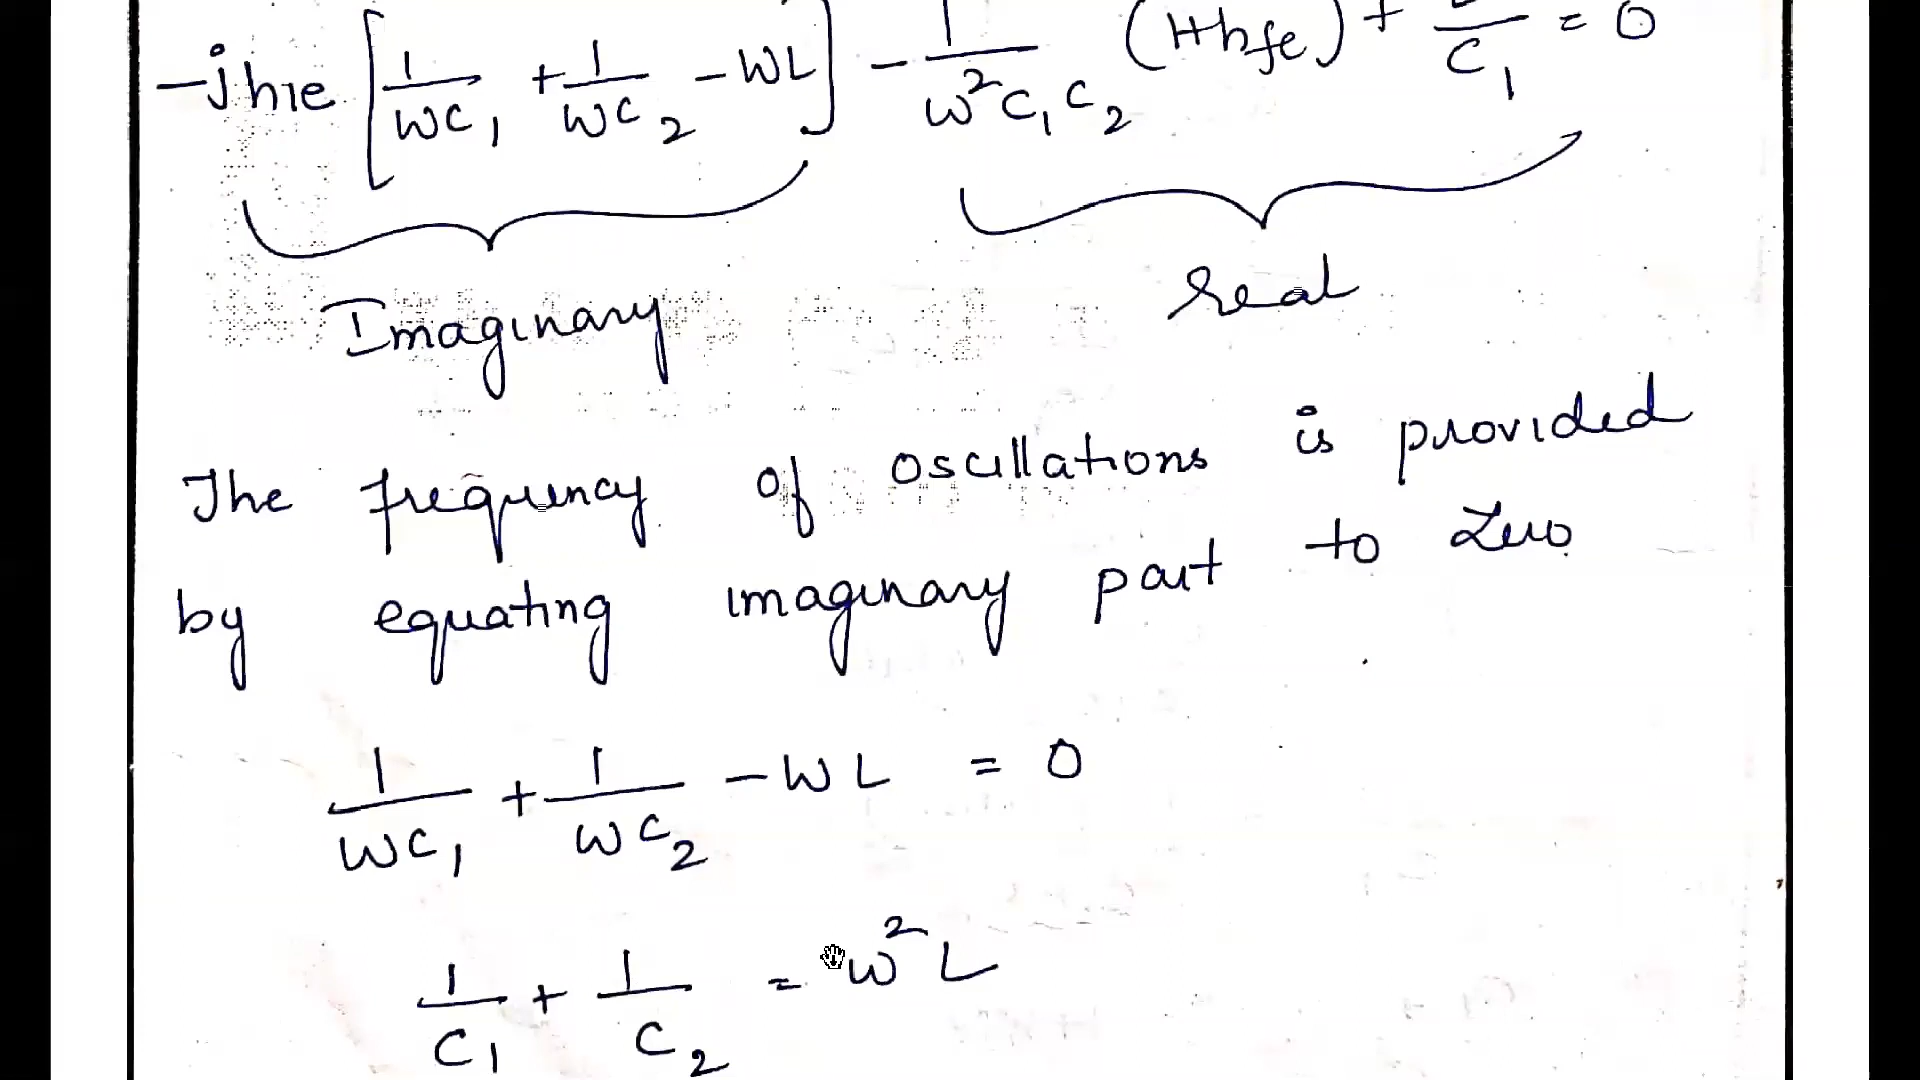 -jhie [1/wc1 + 1/wc2 - WL] - 1/w²c1c2 (1+hfe) + /c1 = 0
Imaginary
real
The frequency of oscillations is provided
by equating imaginary part to zero
1/wc1 + 1/wc2 - WL = 0
1/c1 + 1/c2 = w²L